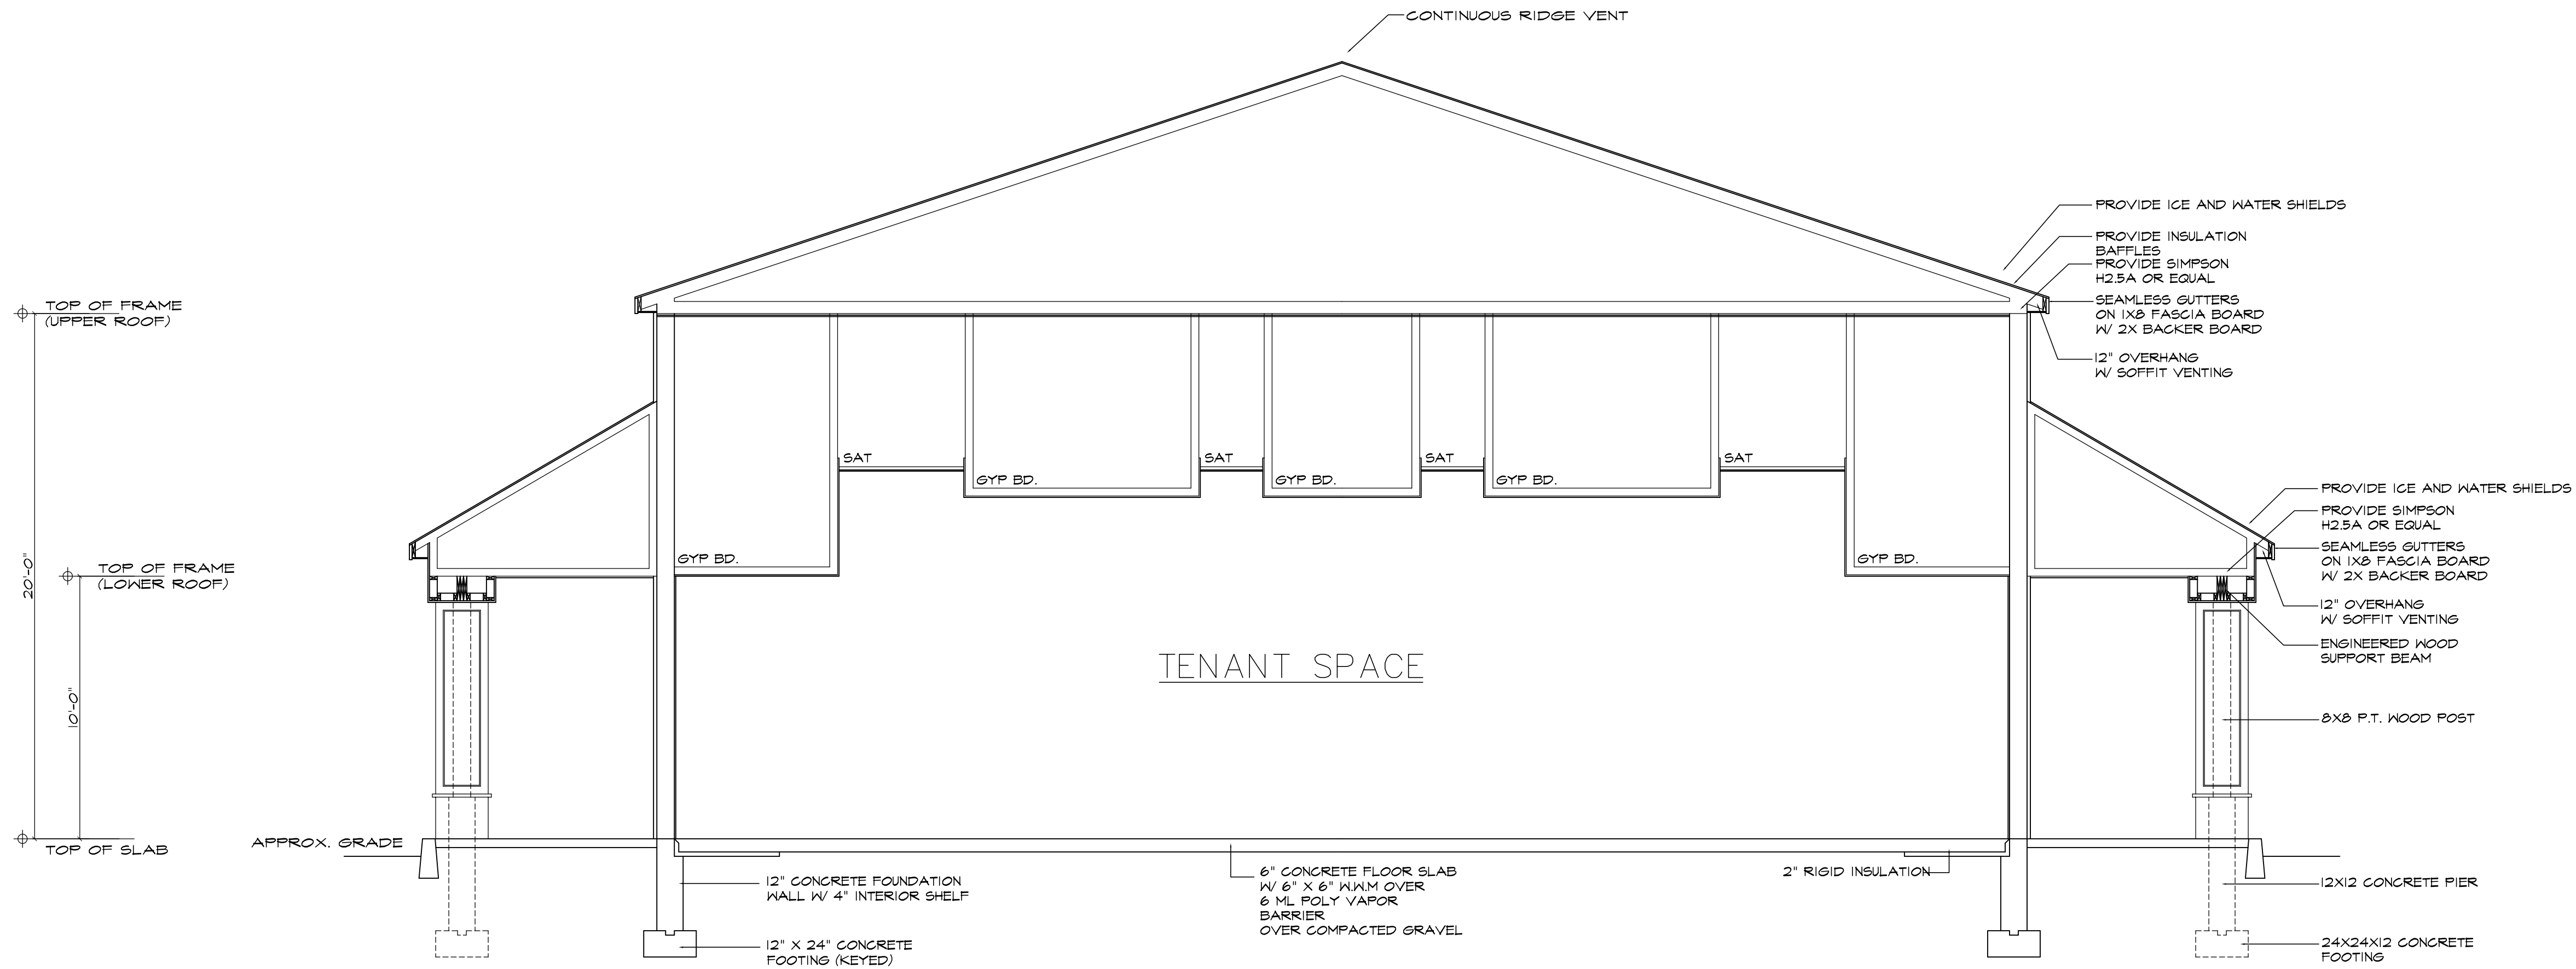 CONTINUOUS RIDGE VENT
PROVIDE ICE AND WATER SHIELDS
PROVIDE INSULATION
BAFFLES
PROVIDE SIMPSON
H2.5A OR EQUAL
SEAMLESS GUTTERS
ON 1X8 FASCIA BOARD
W/ 2X BACKER BOARD
12" OVERHANG
W/ SOFFIT VENTING
TOP OF FRAME
(UPPER ROOF)
SAT
SAT
SAT
SAT
GYP BD.
GYP BD.
GYP BD.
GYP BD.
GYP BD.
PROVIDE ICE AND WATER SHIELDS
PROVIDE SIMPSON
H2.5A OR EQUAL
SEAMLESS GUTTERS
ON 1X8 FASCIA BOARD
W/ 2X BACKER BOARD
12" OVERHANG
W/ SOFFIT VENTING
ENGINEERED WOOD
SUPPORT BEAM
20'-0"
TOP OF FRAME
(LOWER ROOF)
10'-0"
TENANT SPACE
8X8 P.T. WOOD POST
TOP OF SLAB
APPROX. GRADE
12" CONCRETE FOUNDATION
WALL W/ 4" INTERIOR SHELF
12" X 24" CONCRETE
FOOTING (KEYED)
6" CONCRETE FLOOR SLAB
W/ 6" X 6" W.W.M OVER
6 ML POLY VAPOR
BARRIER
OVER COMPACTED GRAVEL
2" RIGID INSULATION
12X12 CONCRETE PIER
24X24X12 CONCRETE
FOOTING